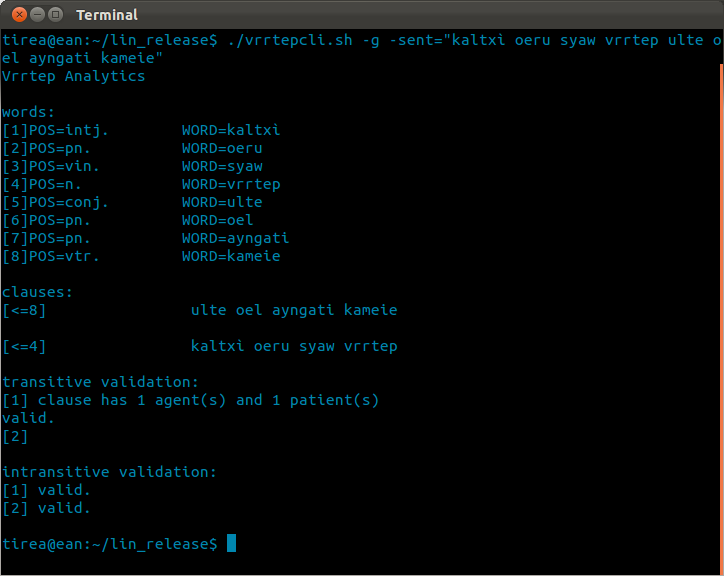 Terminal
tirea@ean:~/lin_release$ ./vrrtepcli.sh -g -sent="kaltxì oeru syaw vrrtep ulte o
el ayngati kameie"
Vrrtep Analytics
words:
[1]POS=intj. WORD=kaltxì
[2]POS=pn. WORD=oeru
[3]POS=vin. WORD=syaw
[4]POS=n. WORD=vrrtep
[5]POS=conj. WORD=ulte
[6]POS=pn. WORD=oel
[7]POS=pn. WORD=ayngati
[8]POS=vtr. WORD=kameie
clauses:
[<=8] ulte oel ayngati kameie
[<=4] kaltxì oeru syaw vrrtep
transitive validation:
[1] clause has 1 agent(s) and 1 patient(s)
valid.
[2]
intransitive validation:
[1] valid.
[2] valid.
tirea@ean:~/lin_release$